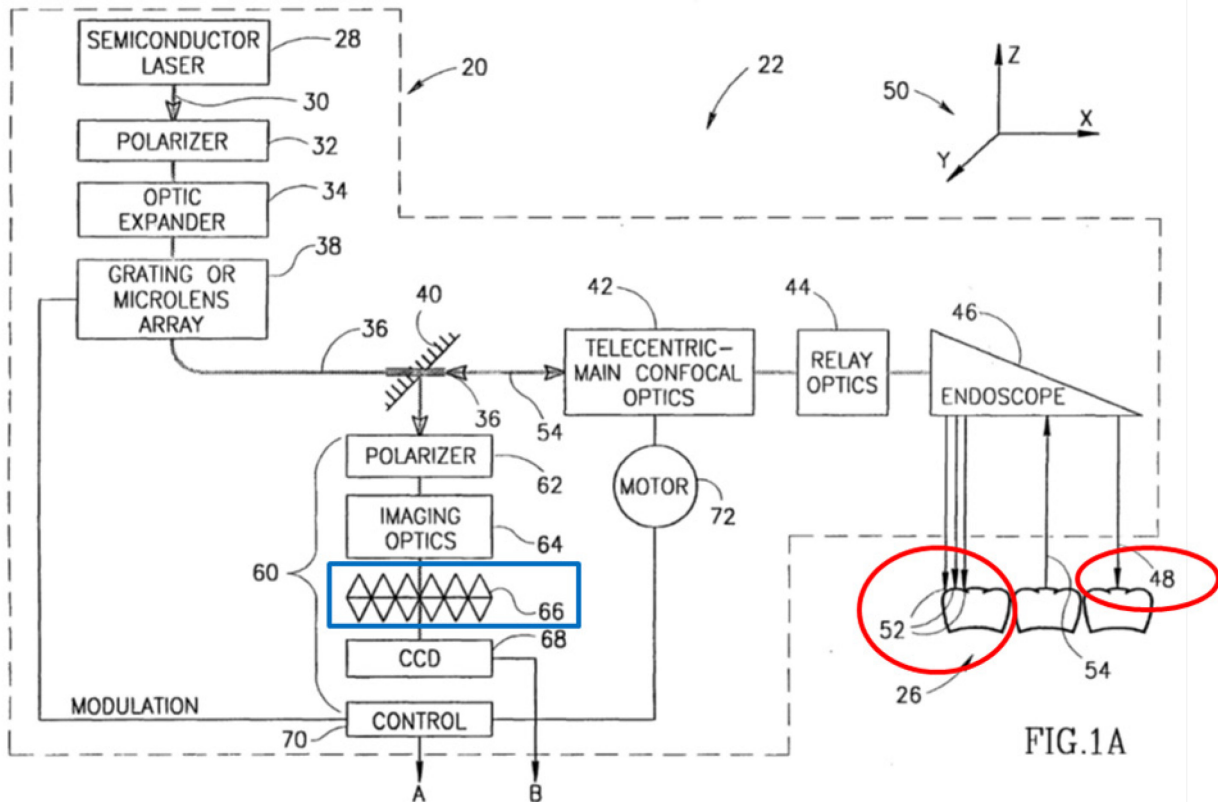 SEMICONDUCTOR
LASER
28
20
22
50
Z
X
Y
30
POLARIZER
32
OPTIC
EXPANDER
34
38
GRATING OR
MICROLENS
ARRAY
36
40
36
54
42
TELECENTRIC-
MAIN CONFOCAL
OPTICS
44
RELAY
OPTICS
46
ENDOSCOPE
POLARIZER
62
MOTOR
72
IMAGING
OPTICS
64
60
66
48
52
54
26
CCD
68
MODULATION
CONTROL
70
A
B
FIG.1A